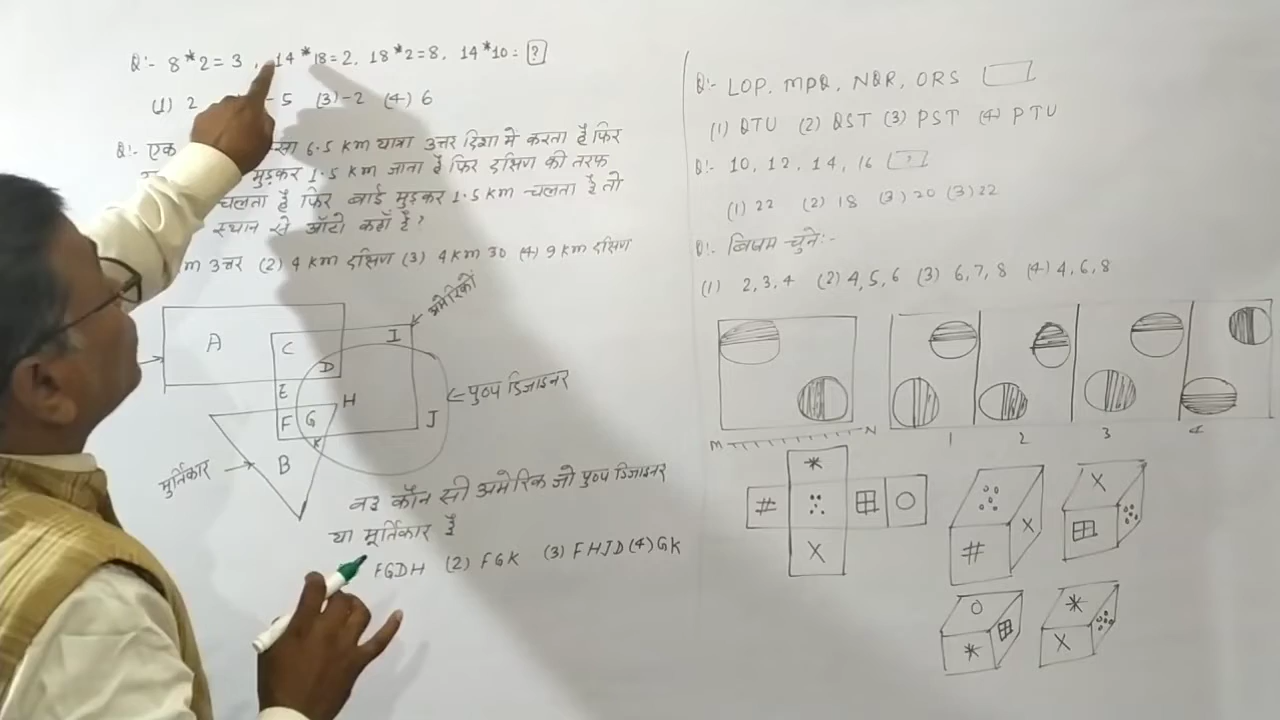 Q:- 8*2=3, 14*18=2, 18*2=8, 14*10= ?
(1) 2 -5 (3)-2 (4) 6
Q:- एक 6.5 Km यात्रा उत्तर दिशा में करता है फिर
मुड़कर 1.5 Km जाता है फिर दक्षिण की तरफ
चलता है फिर बाई मुड़कर 1.5 Km चलता है तो
स्थान से ऑटो कहाँ है?
m उत्तर (2) 4 Km दक्षिण (3) 4 Km 30 (4) 9 Km दक्षिण
अमेरिकों
A
C
I
D
E
H
F
G
J
K
B
पुष्प डिजाइनर
मुर्तिकार
वह कौन सी अमेरिक जो पुष्प डिजाइनर
या मूर्तिकार है
FGDH (2) FGK (3) FHJD (4) GK
Q:- LOP, MPQ, NQR, ORS
(1) QTU (2) QST (3) PST (4) PTU
Q:- 10, 12, 14, 16 ?
(1) 22 (2) 18 (3) 20 (3) 22
Q:- विषम चुने:-
(1) 2,3,4 (2) 4,5,6 (3) 6,7,8 (4) 4,6,8
M N
1 2 3 4
*
# O
X
X
#
X
O
*
*
X